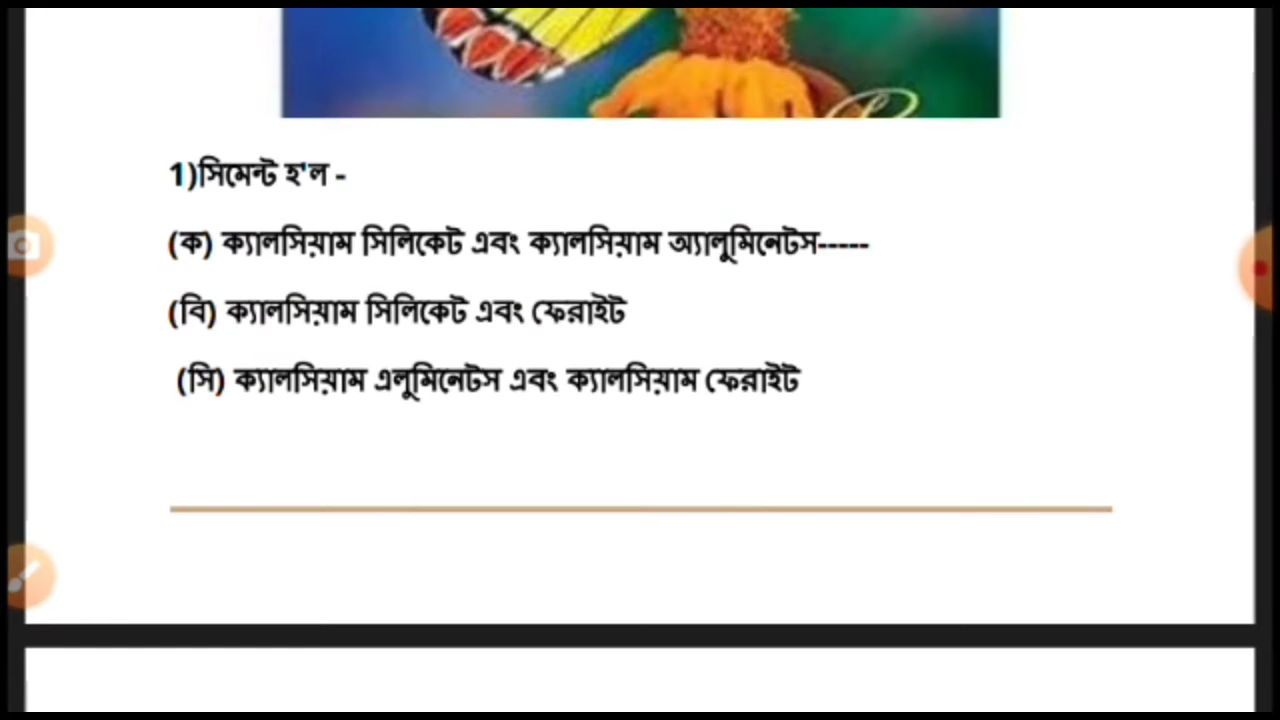 1)সিমেন্ট হ'ল -
(ক) ক্যালসিয়াম সিলিকেট এবং ক্যালসিয়াম অ্যালুমিনেটস-----
(বি) ক্যালসিয়াম সিলিকেট এবং ফেরাইট
(সি) ক্যালসিয়াম এলুমিনেটস এবং ক্যালসিয়াম ফেরাইট